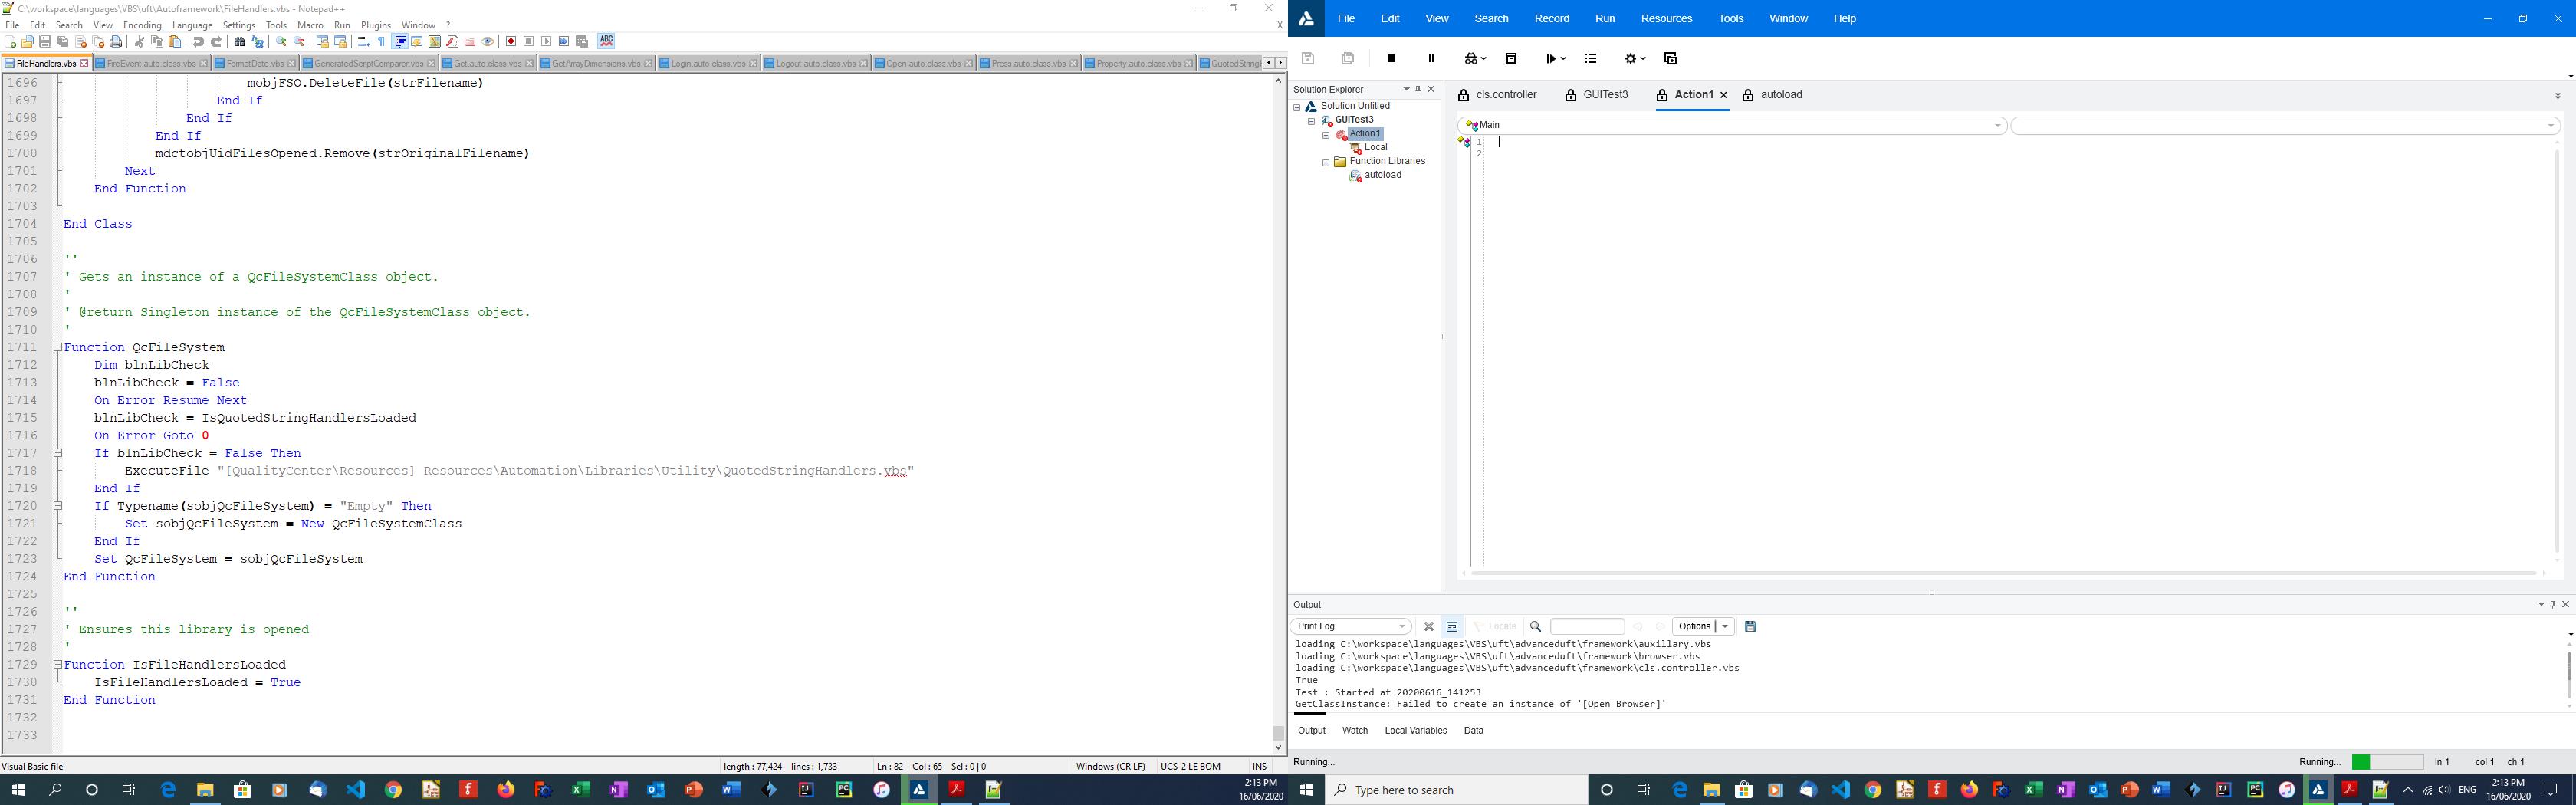 C:\workspace\languages\VBS\uft\Autoframework\FileHandlers.vbs - Notepad++
File Edit Search View Encoding Language Settings Tools Macro Run Plugins Window ? X
FileHandlers.vbs FireEvent.auto.class.vbs FormatDate.vbs GeneratedScriptComparer.vbs Get.auto.class.vbs GetArrayDimensions.vbs Login.auto.class.vbs Logout.auto.class.vbs Open.auto.class.vbs Press.auto.class.vbs Property.auto.class.vbs QuotedStringl
1696 mobjFSO.DeleteFile(strFilename)
1697 End If
1698 End If
1699 End If
1700 mdctobjUidFilesOpened.Remove(strOriginalFilename)
1701 Next
1702 End Function
1703
1704 End Class
1705
1706 ''
1707 ' Gets an instance of a QcFileSystemClass object.
1708 '
1709 ' @return Singleton instance of the QcFileSystemClass object.
1710 '
1711 Function QcFileSystem
1712 Dim blnLibCheck
1713 blnLibCheck = False
1714 On Error Resume Next
1715 blnLibCheck = IsQuotedStringHandlersLoaded
1716 On Error Goto 0
1717 If blnLibCheck = False Then
1718 ExecuteFile "[QualityCenter\Resources] Resources\Automation\Libraries\Utility\QuotedStringHandlers.vbs"
1719 End If
1720 If Typename(sobjQcFileSystem) = "Empty" Then
1721 Set sobjQcFileSystem = New QcFileSystemClass
1722 End If
1723 Set QcFileSystem = sobjQcFileSystem
1724 End Function
1725
1726 ''
1727 ' Ensures this library is opened
1728 '
1729 Function IsFileHandlersLoaded
1730 IsFileHandlersLoaded = True
1731 End Function
1732
1733
Visual Basic file length : 77,424 lines : 1,733 Ln : 82 Col : 65 Sel : 0 | 0 Windows (CR LF) UCS-2 LE BOM INS
2:13 PM
16/06/2020
File Edit View Search Record Run Resources Tools Window Help
Solution Explorer
Solution Untitled
GUITest3
Action1
Local
Function Libraries
autoload
cls.controller GUITest3 Action1 autoload
Main
1
2
Output
Print Log Locate Options
loading C:\workspace\languages\VBS\uft\advanceduft\framework\auxillary.vbs
loading C:\workspace\languages\VBS\uft\advanceduft\framework\browser.vbs
loading C:\workspace\languages\VBS\uft\advanceduft\framework\cls.controller.vbs
True
Test : Started at 20200616_141253
GetClassInstance: Failed to create an instance of '[Open Browser]'
Output Watch Local Variables Data
Running... Running... ln 1 col 1 ch 1
Type here to search
ENG
2:13 PM
16/06/2020